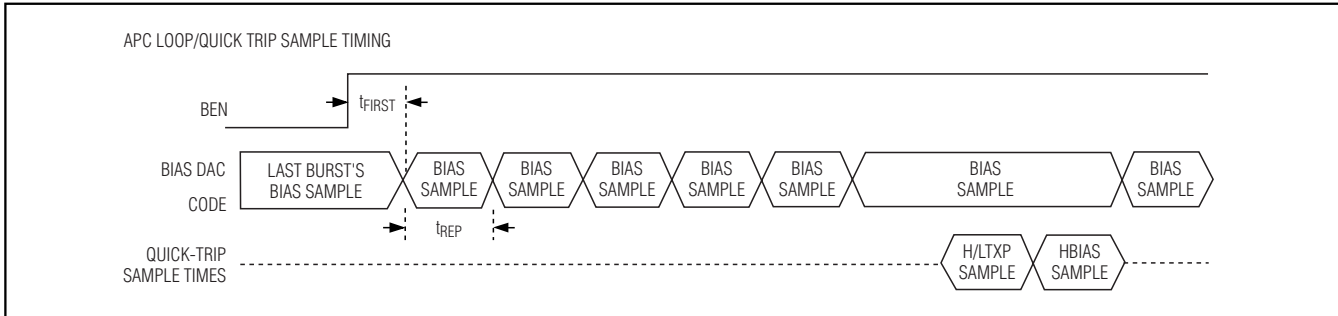 APC LOOP/QUICK TRIP SAMPLE TIMING
BEN
tFIRST
BIAS DAC
CODE
LAST BURST'S
BIAS SAMPLE
BIAS
SAMPLE
BIAS
SAMPLE
BIAS
SAMPLE
BIAS
SAMPLE
BIAS
SAMPLE
BIAS
SAMPLE
BIAS
SAMPLE
tREP
QUICK-TRIP
SAMPLE TIMES
H/LTXP
SAMPLE
HBIAS
SAMPLE